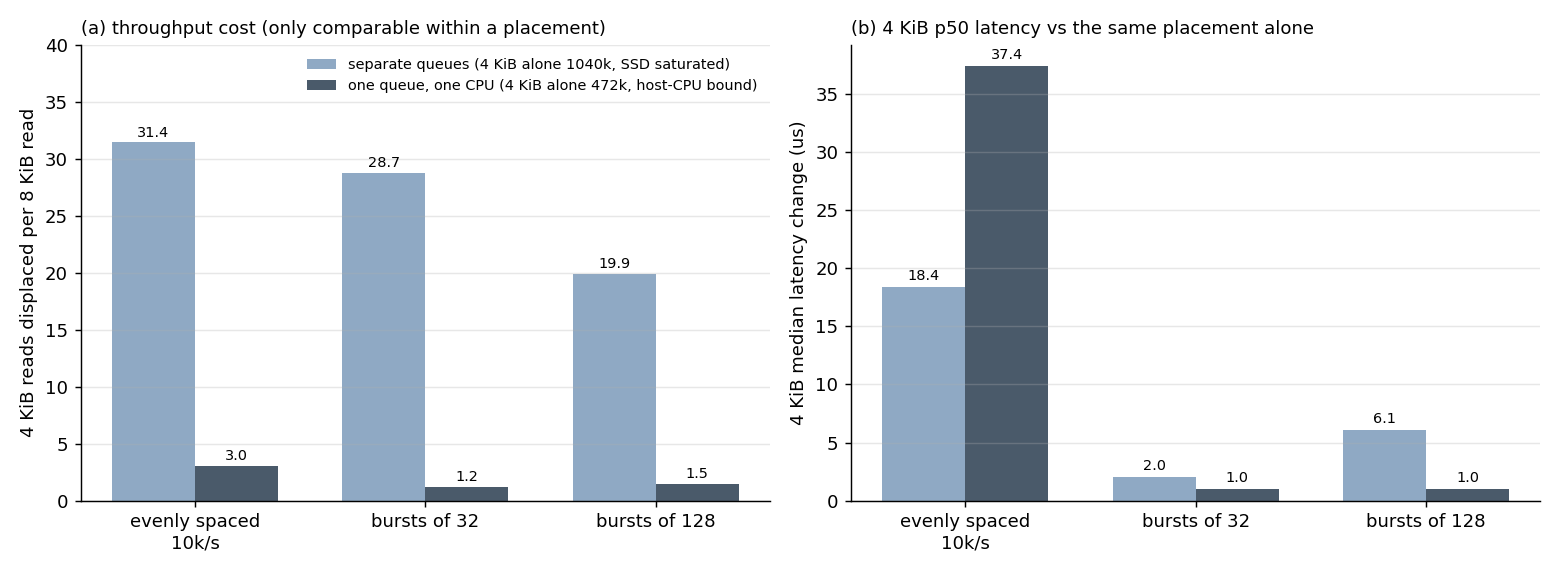 (a) throughput cost (only comparable within a placement)
4 KiB reads displaced per 8 KiB read
40
35
30
25
20
15
10
5
0
separate queues (4 KiB alone 1040k, SSD saturated)
one queue, one CPU (4 KiB alone 472k, host-CPU bound)
31.4
3.0
28.7
1.2
19.9
1.5
evenly spaced
10k/s
bursts of 32
bursts of 128
(b) 4 KiB p50 latency vs the same placement alone
4 KiB median latency change (us)
35
30
25
20
15
10
5
0
18.4
37.4
2.0
1.0
6.1
1.0
evenly spaced
10k/s
bursts of 32
bursts of 128